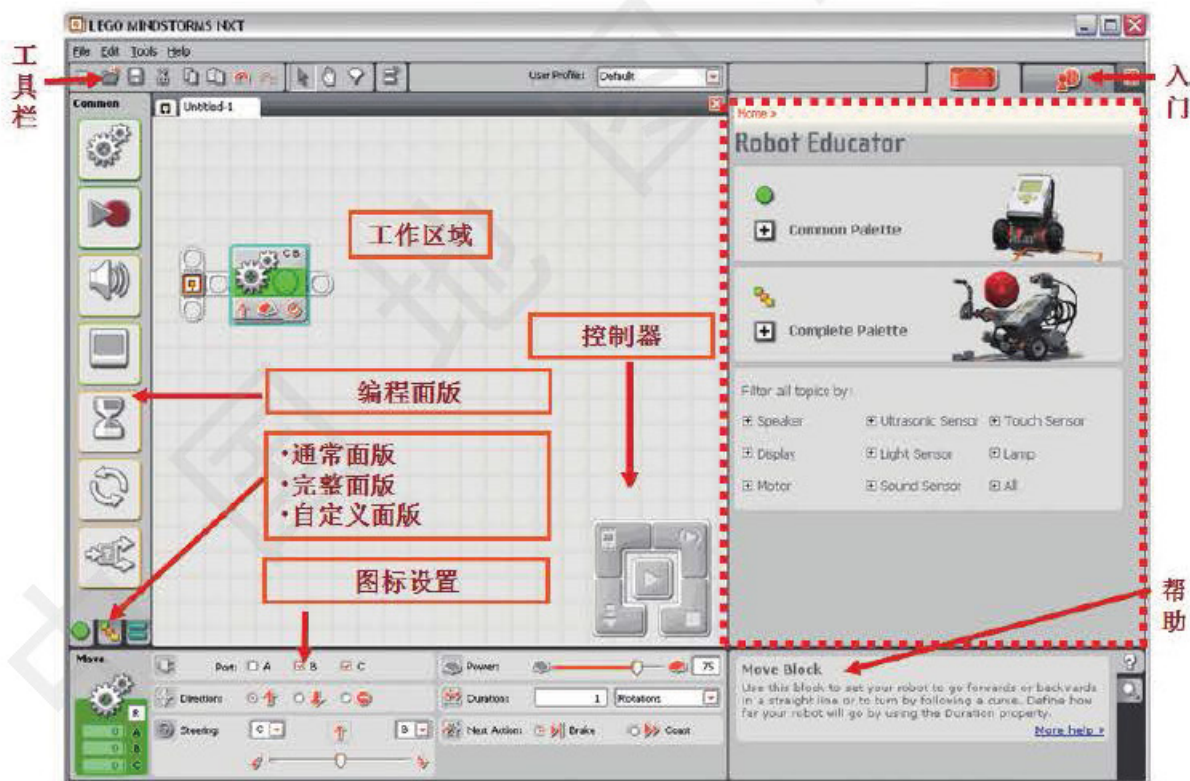 LEGO MINDSTORMS NXT
File Edit Tools Help
工具栏
User Profile: Default
入门
Common
Untitled-1
Home »
Robot Educator
Common Palette
工作区域
C B
控制器
Complete Palette
编程面版
Filter all topics by:
Speaker Ultrasonic Sensor Touch Sensor
Display Light Sensor Lamp
Motor Sound Sensor All
•通常面版
•完整面版
•自定义面版
图标设置
帮助
Move
Port: A B C
Power: 75
Direction:
Duration: 1 Rotations
Steering: C B
Next Action: Brake Coast
R
0 A
0 B
0 C
Move Block
Use this block to set your robot to go forwards or backwards
in a straight line or to turn by following a curve. Define how
far your robot will go by using the Duration property.
More help »
?